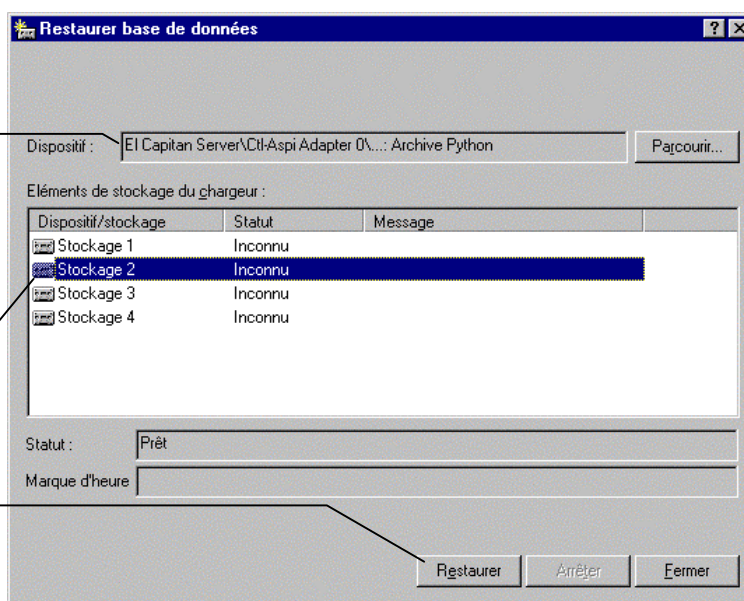 Restaurer base de données
Dispositif : El Capitan Server\Ctl-Aspi Adapter 0\...: Archive Python Parcourir...
Eléments de stockage du chargeur :
Dispositif/stockage Statut Message
Stockage 1 Inconnu
Stockage 2 Inconnu
Stockage 3 Inconnu
Stockage 4 Inconnu
Statut : Prêt
Marque d'heure
Restaurer Arrêter Fermer